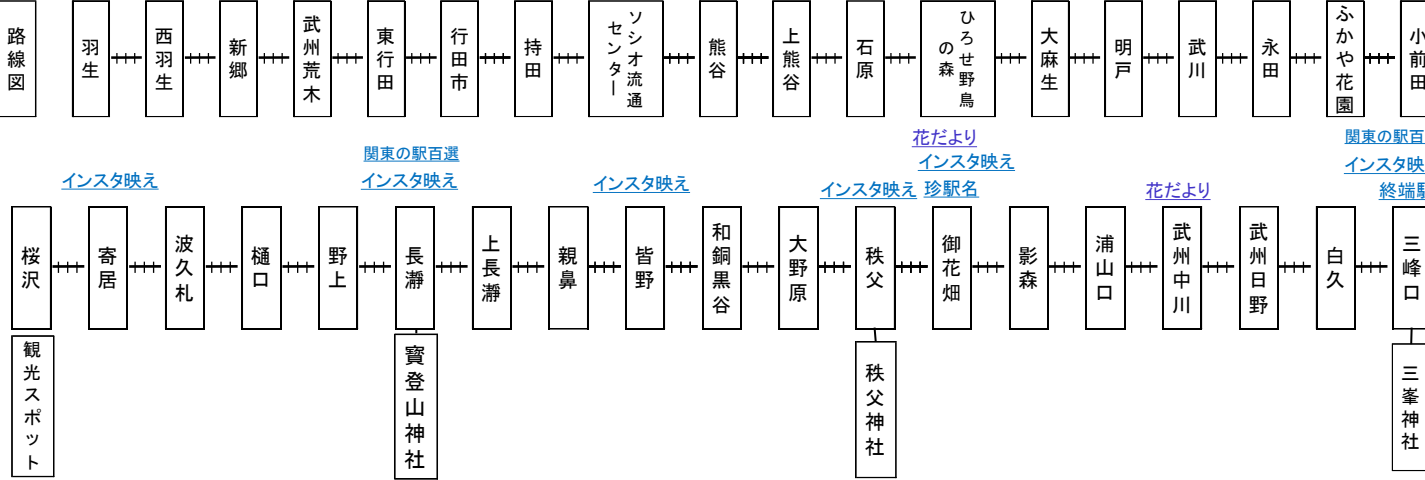 路線図
羽生
西羽生
新郷
武州荒木
東行田
行田市
持田
ソシオ流通
センター
熊谷
上熊谷
石原
ひろせ野鳥
の森
大麻生
明戸
武川
永田
ふかや花園
小前田
花だより
関東の駅百選
関東の駅百
インスタ映え
インスタ映
インスタ映え
インスタ映え
インスタ映え
インスタ映え
珍駅名
花だより
終端駅
桜沢
寄居
波久礼
樋口
野上
長瀞
上長瀞
親鼻
皆野
和銅黒谷
大野原
秩父
御花畑
影森
浦山口
武州中川
武州日野
白久
三峰口
観光スポット
寶登山神社
秩父神社
三峯神社